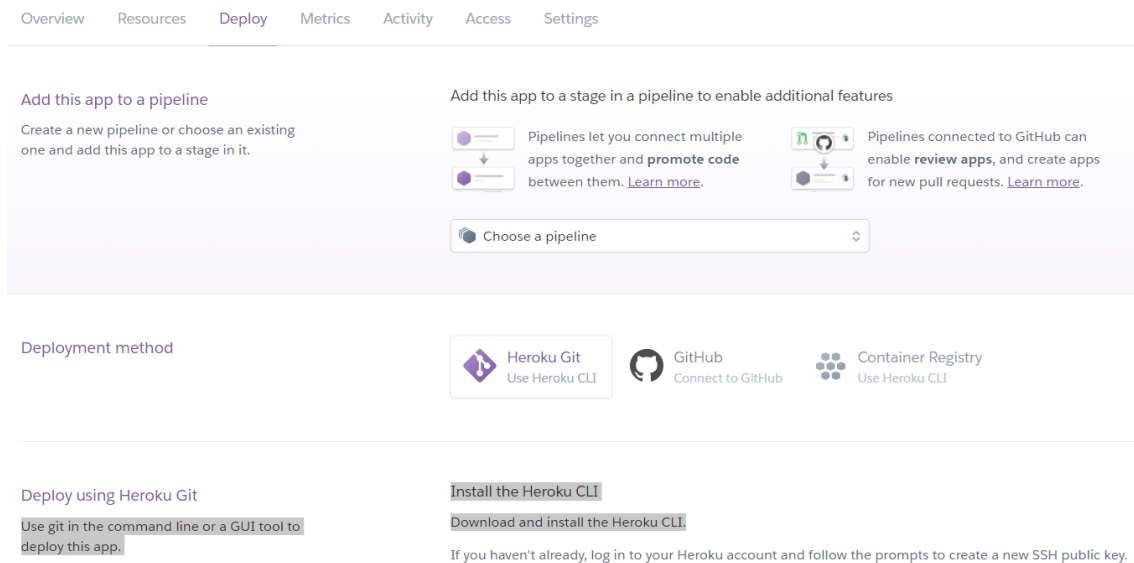 Overview Resources Deploy Metrics Activity Access Settings
Add this app to a pipeline
Create a new pipeline or choose an existing
one and add this app to a stage in it.
Add this app to a stage in a pipeline to enable additional features
Pipelines let you connect multiple
apps together and promote code
between them. Learn more.
Pipelines connected to GitHub can
enable review apps, and create apps
for new pull requests. Learn more.
Choose a pipeline
Deployment method
Heroku Git
Use Heroku CLI
GitHub
Connect to GitHub
Container Registry
Use Heroku CLI
Deploy using Heroku Git
Use git in the command line or a GUI tool to
deploy this app.
Install the Heroku CLI
Download and install the Heroku CLI.
If you haven't already, log in to your Heroku account and follow the prompts to create a new SSH public key.